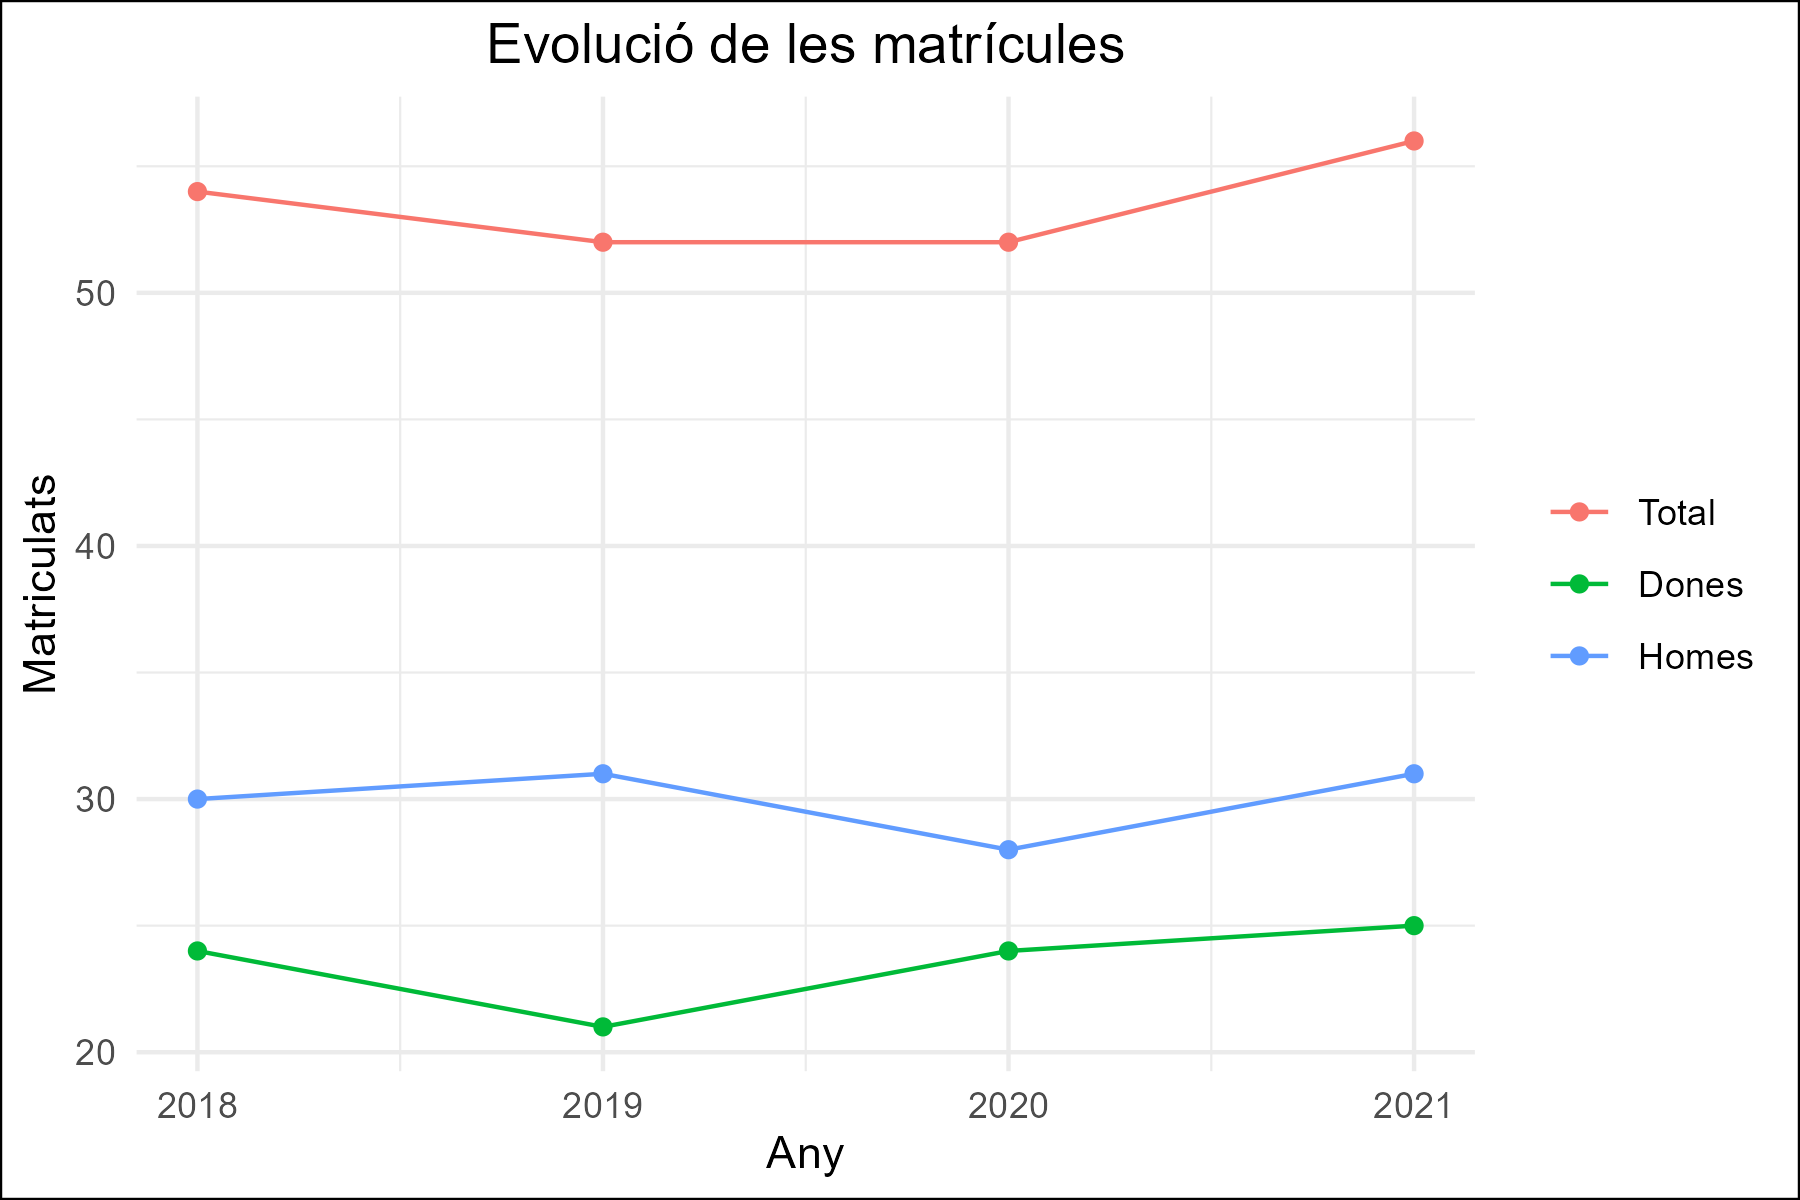 Evolució de les matrícules
Matriculats
50
40
30
20
2018
2019
2020
2021
Any
Total
Dones
Homes